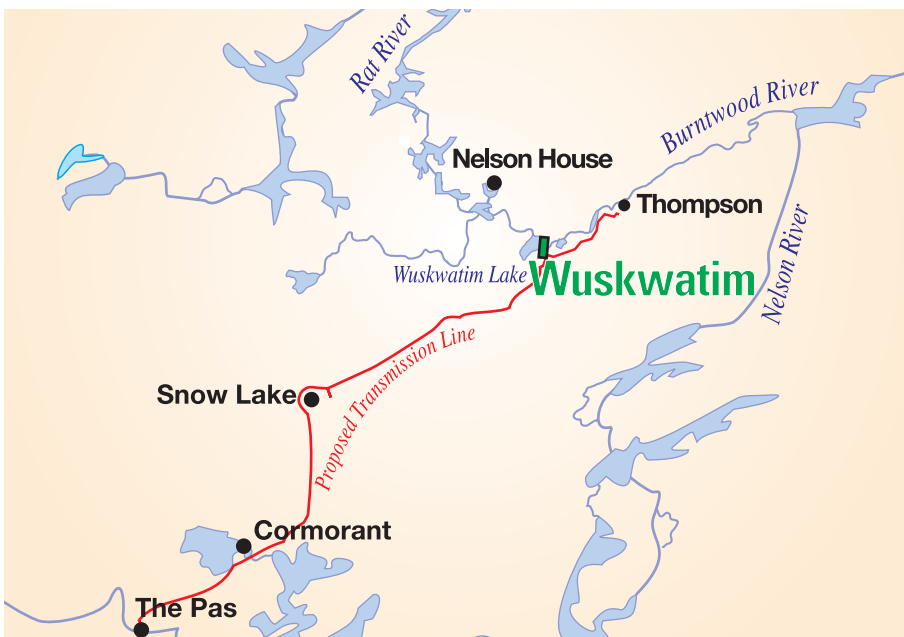 Rat River
Burntwood River
Nelson House
Thompson
Nelson River
Wuskwatim Lake
Wuskwatim
Proposed Transmission Line
Snow Lake
Cormorant
The Pas